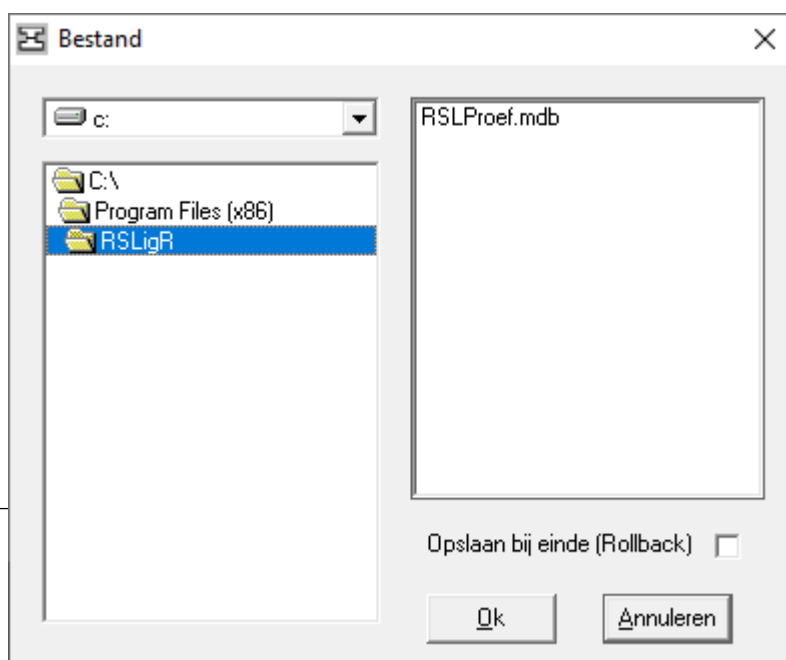 Bestand
c:
C:\
Program Files (x86)
RSLigR
RSLProef.mdb
Opslaan bij einde (Rollback)
Ok
Annuleren